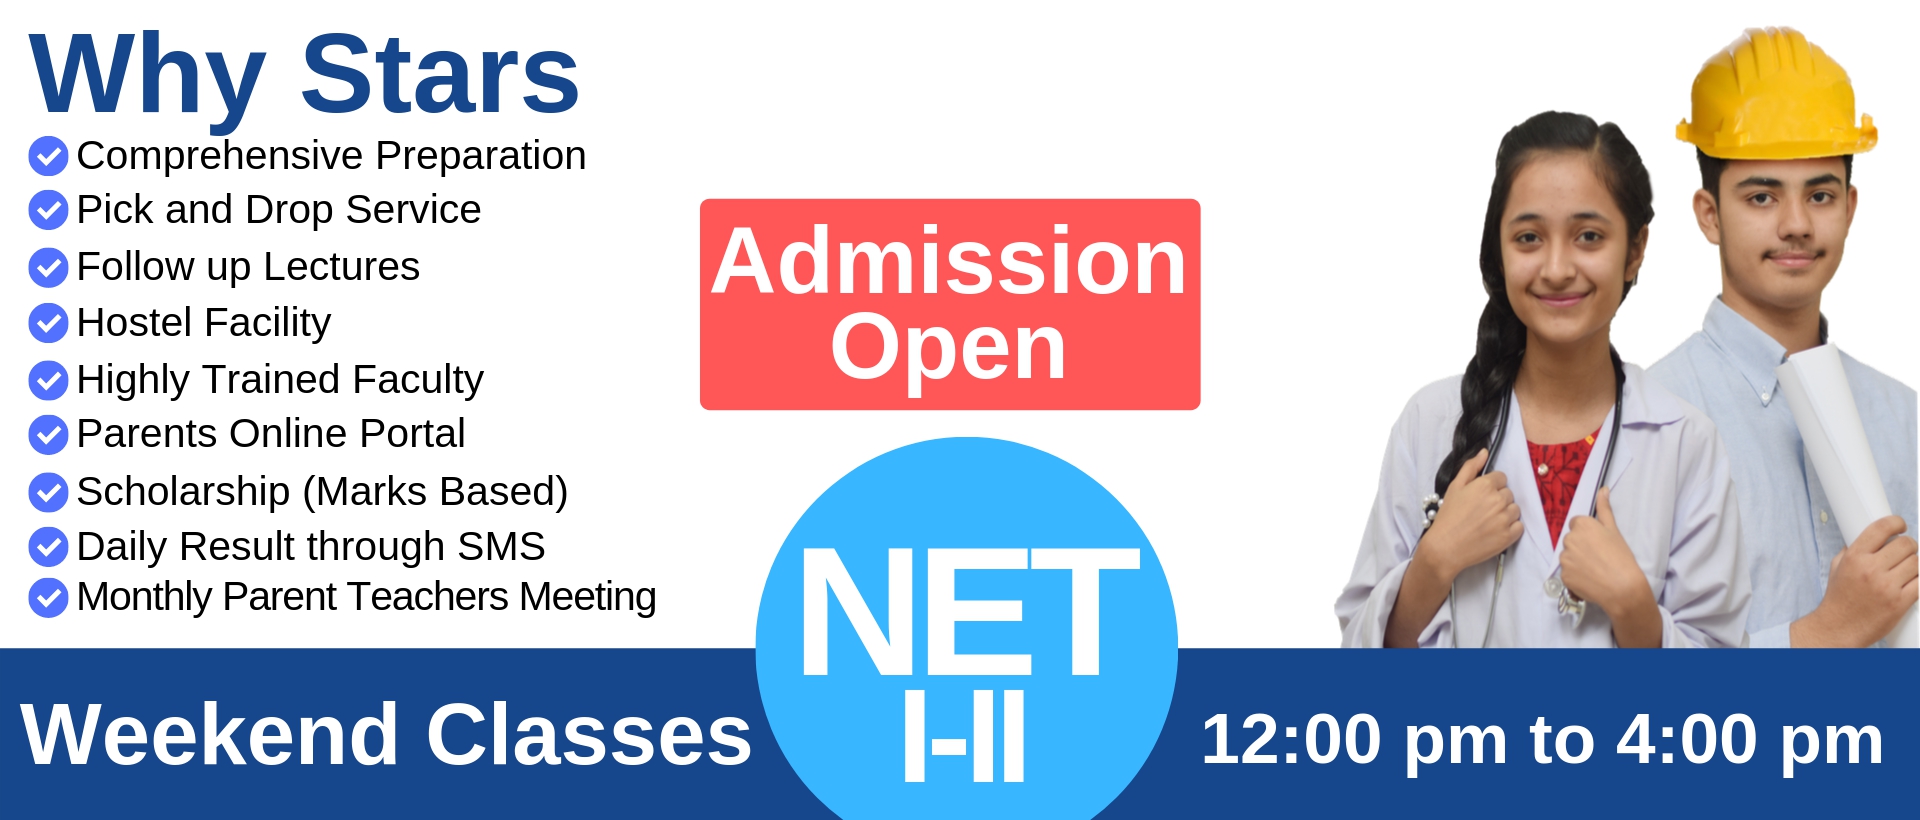 Why Stars
Comprehensive Preparation
Pick and Drop Service
Follow up Lectures
Hostel Facility
Highly Trained Faculty
Parents Online Portal
Scholarship (Marks Based)
Daily Result through SMS
Monthly Parent Teachers Meeting
Admission
Open
NET
I-II
Weekend Classes
12:00 pm to 4:00 pm